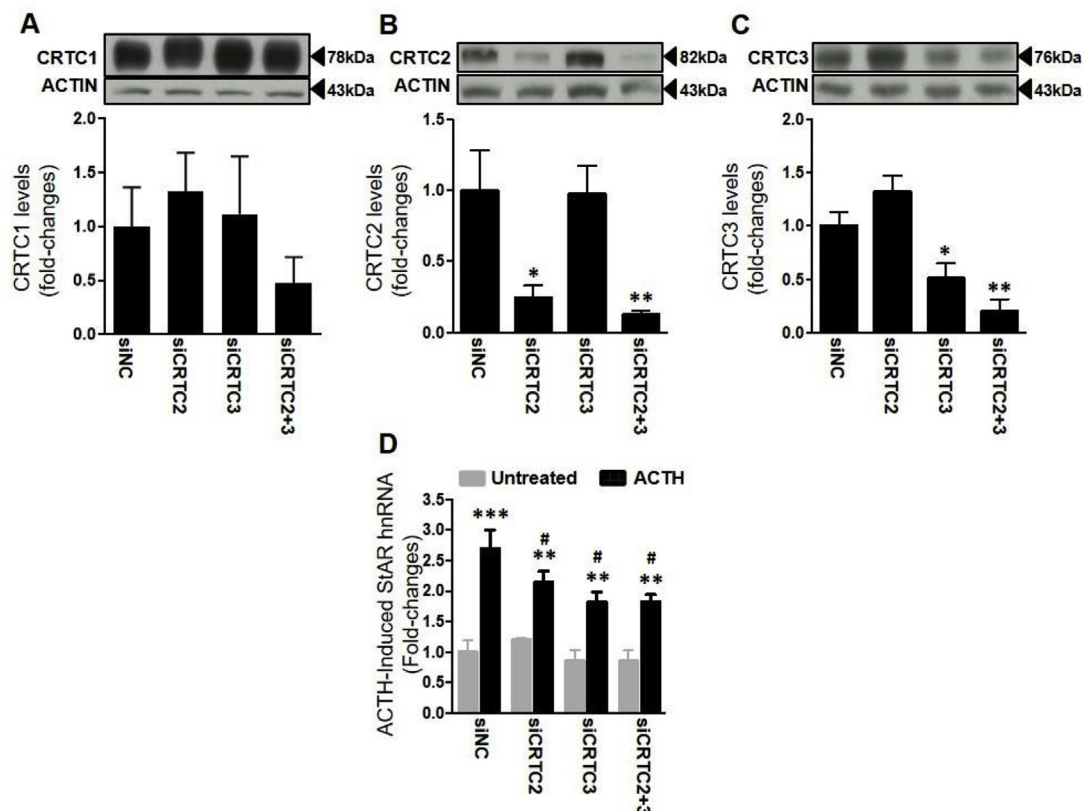 A
CRTC1
78kDa
ACTIN
43kDa
CRTC1 levels
(fold-changes)
2.0
1.5
1.0
0.5
0.0
siNC
siCRTC2
siCRTC3
siCRTC2+3
B
CRTC2
82kDa
ACTIN
43kDa
CRTC2 levels
(fold-changes)
1.5
1.0
0.5
0.0
*
**
siNC
siCRTC2
siCRTC3
siCRTC2+3
C
CRTC3
76kDa
ACTIN
43kDa
CRTC3 levels
(fold-changes)
2.0
1.5
1.0
0.5
0.0
*
**
siNC
siCRTC2
siCRTC3
siCRTC2+3
D
Untreated ACTH
ACTH-Induced StAR hnRNA
(Fold-changes)
3.5
3.0
2.5
2.0
1.5
1.0
0.5
0.0
***
#
**
#
**
#
**
siNC
siCRTC2
siCRTC3
siCRTC2+3